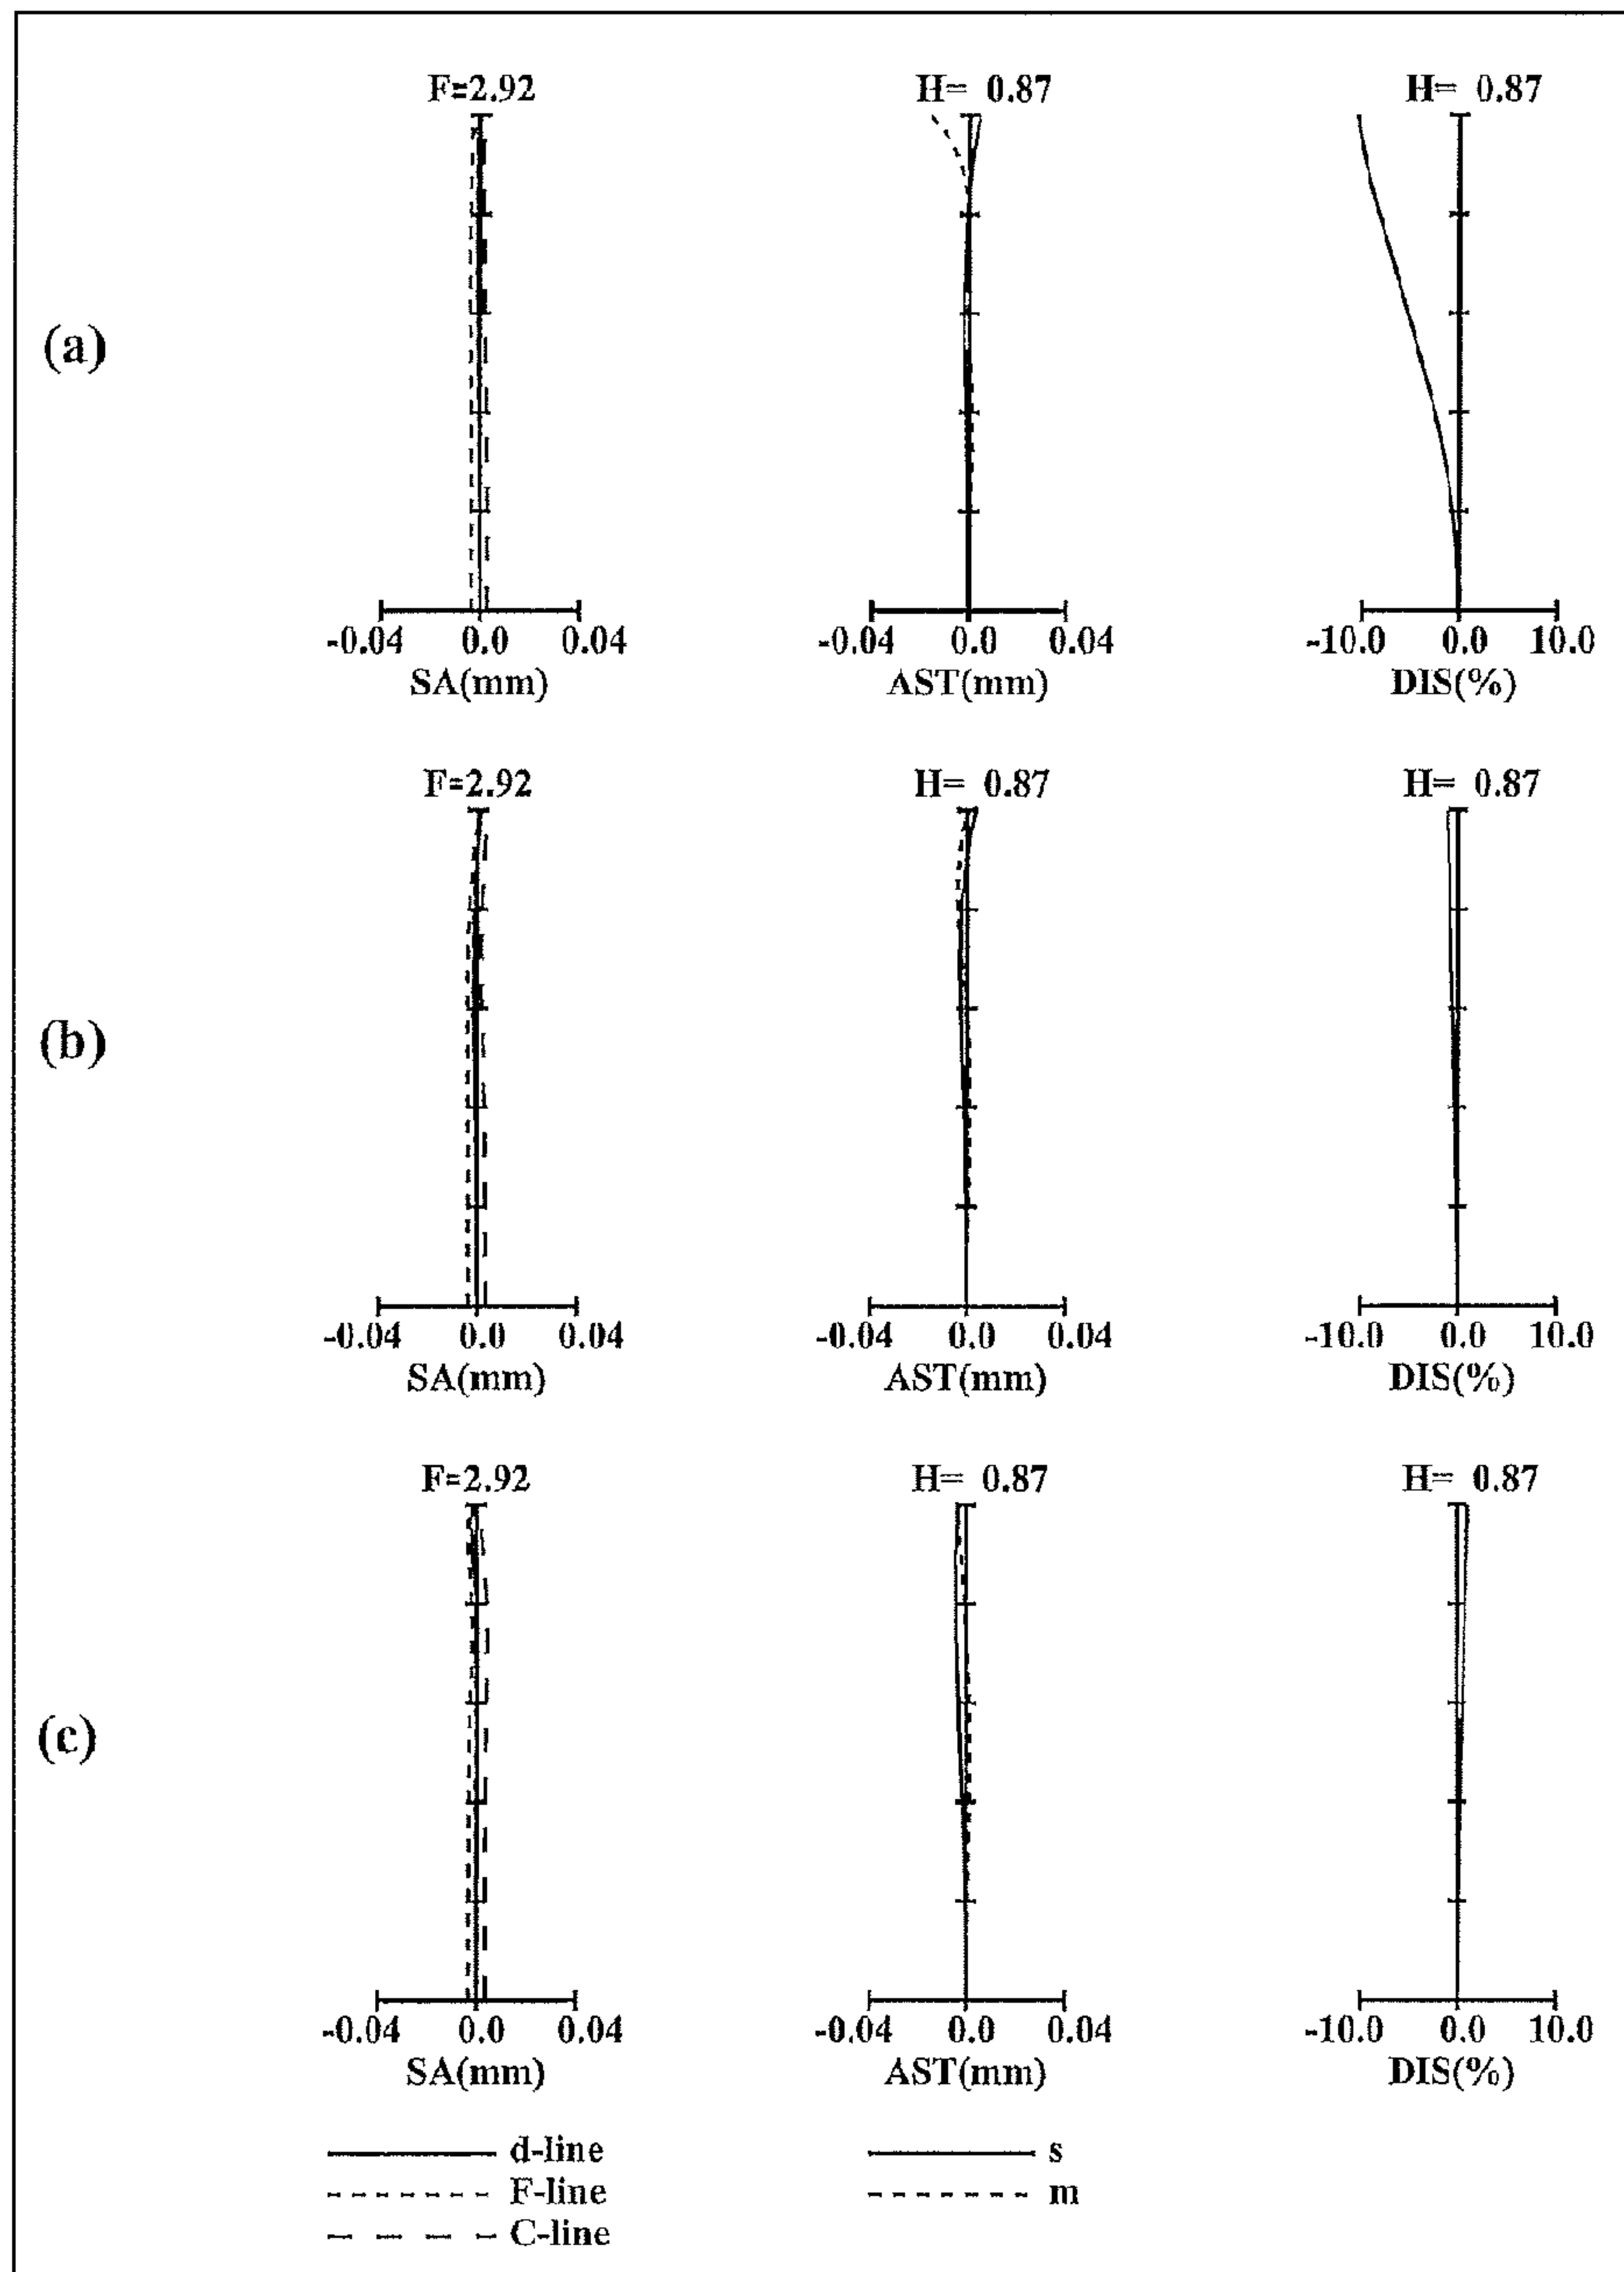 F=2.92 H= 0.87 H= 0.87
(a)
-0.04 0.0 0.04 -0.04 0.0 0.04 -10.0 0.0 10.0
SA(mm) AST(mm) DIS(%)
F=2.92 H= 0.87 H= 0.87
(b)
-0.04 0.0 0.04 -0.04 0.0 0.04 -10.0 0.0 10.0
SA(mm) AST(mm) DIS(%)
F=2.92 H= 0.87 H= 0.87
(c)
-0.04 0.0 0.04 -0.04 0.0 0.04 -10.0 0.0 10.0
SA(mm) AST(mm) DIS(%)
d-line s
F-line m
C-line